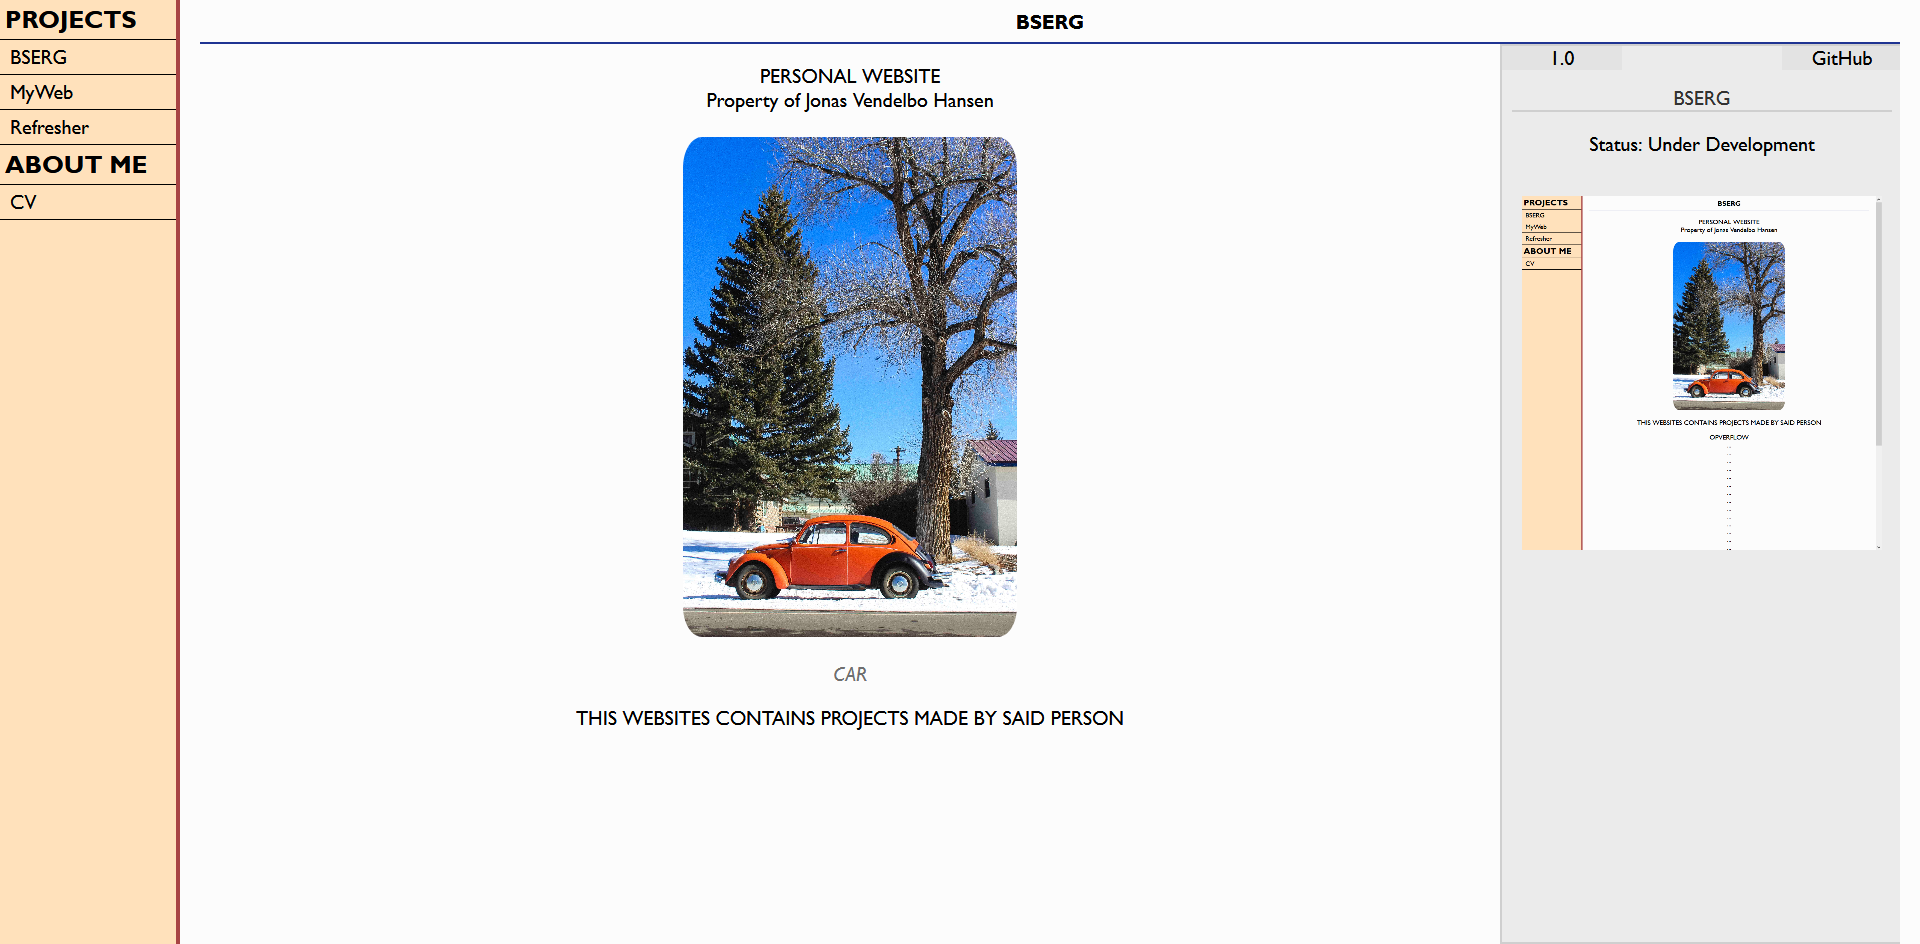 PROJECTS
BSERG
MyWeb
Refresher
ABOUT ME
CV
BSERG
PERSONAL WEBSITE
Property of Jonas Vendelbo Hansen
CAR
THIS WEBSITES CONTAINS PROJECTS MADE BY SAID PERSON
1.0
GitHub
BSERG
Status: Under Development
PROJECTS
BSERG
MyWeb
Refresher
ABOUT ME
CV
BSERG
PERSONAL WEBSITE
Property of Jonas Vendelbo Hansen
THIS WEBSITES CONTAINS PROJECTS MADE BY SAID PERSON
OPVERFLOW